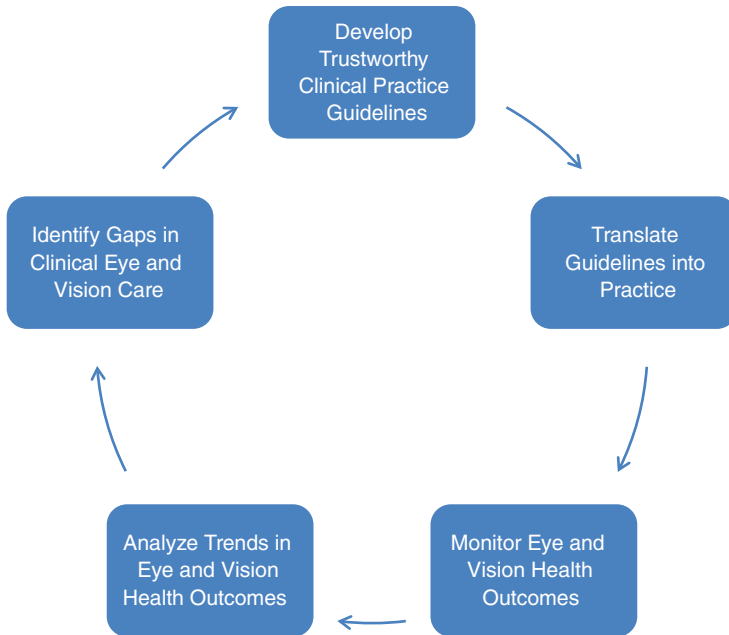 Develop
Trustworthy
Clinical Practice
Guidelines
Translate
Guidelines into
Practice
Monitor Eye and
Vision Health
Outcomes
Analyze Trends in
Eye and Vision
Health Outcomes
Identify Gaps in
Clinical Eye and
Vision Care